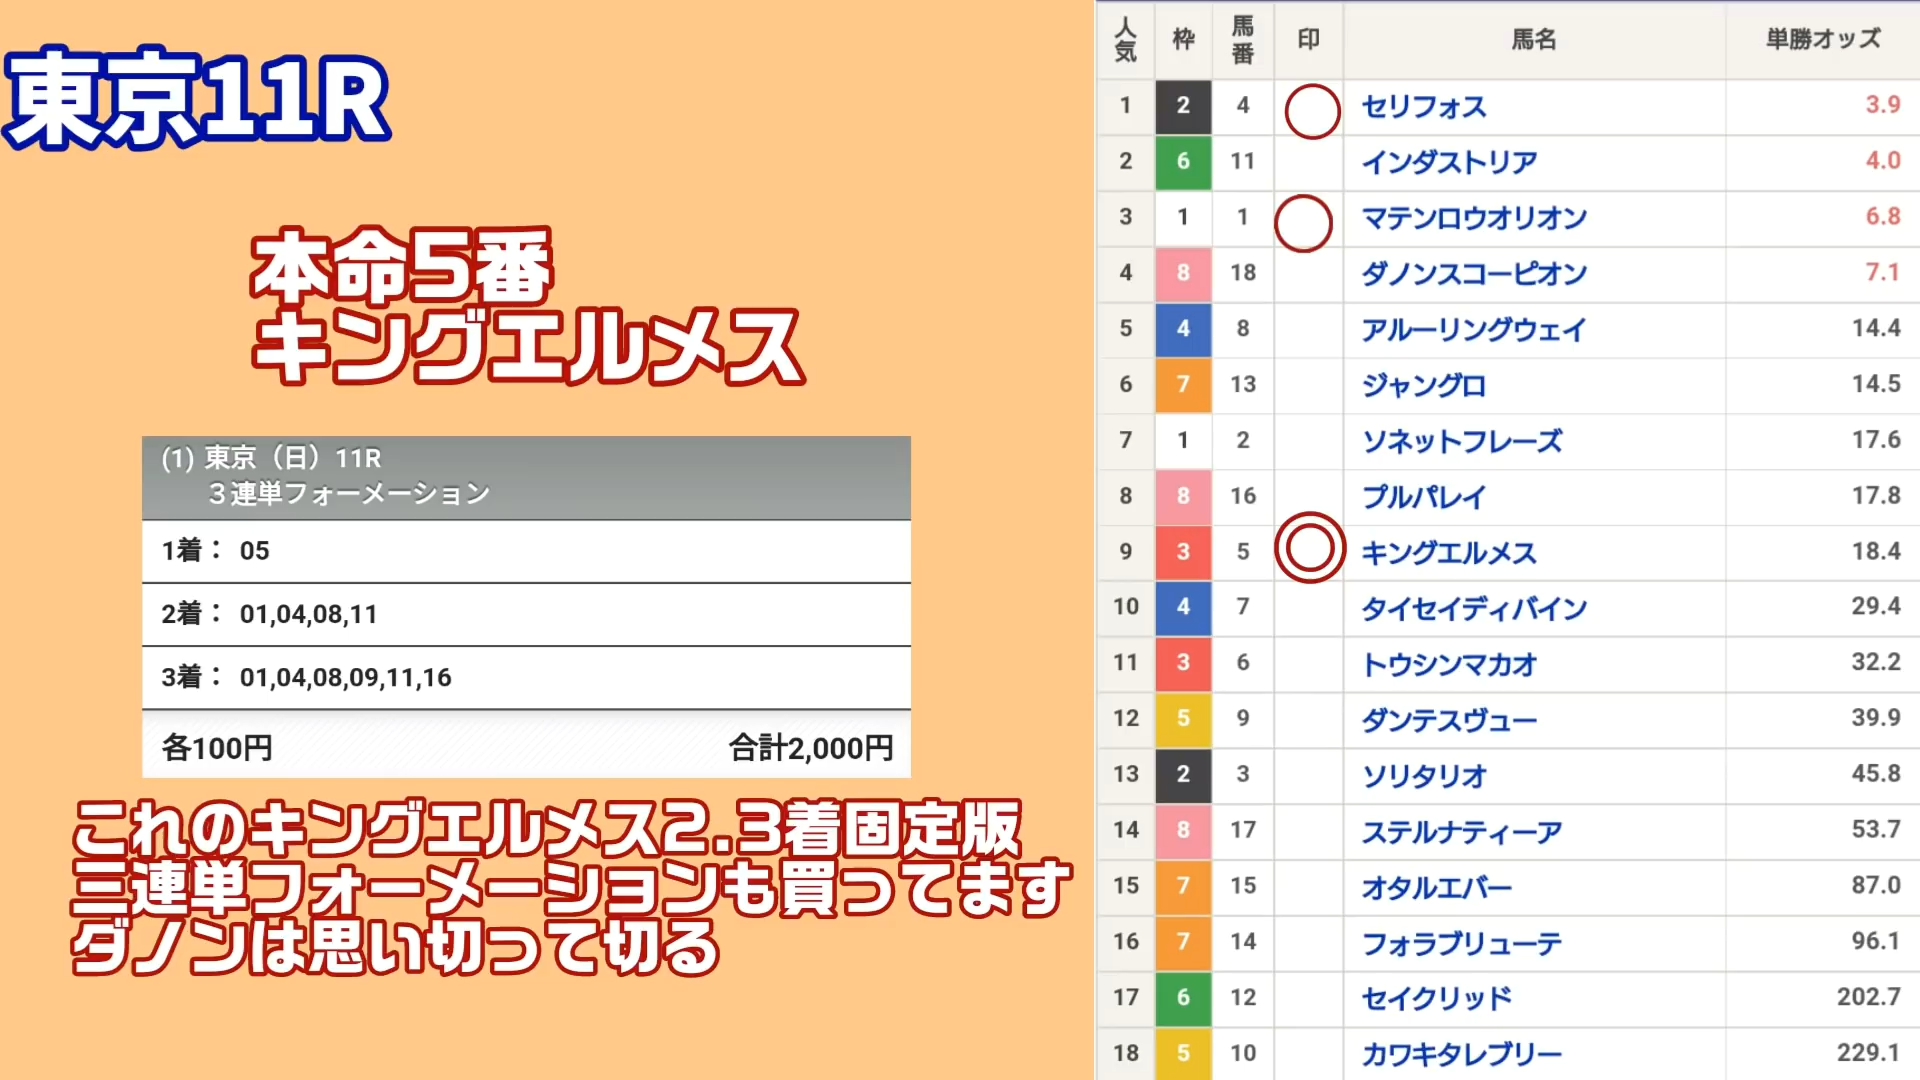 東京11R
本命5番
キングエルメス
(1) 東京（日）11R
３連単フォーメーション
1着： 05
2着： 01,04,08,11
3着： 01,04,08,09,11,16
各100円 合計2,000円
これのキングエルメス2.3着固定版
三連単フォーメーションも買ってます
ダノンは思い切って切る
人気 枠 馬番 印 馬名 単勝オッズ
1 2 4 セリフォス 3.9
2 6 11 インダストリア 4.0
3 1 1 マテンロウオリオン 6.8
4 8 18 ダノンスコーピオン 7.1
5 4 8 アルーリングウェイ 14.4
6 7 13 ジャングロ 14.5
7 1 2 ソネットフレーズ 17.6
8 8 16 プルパレイ 17.8
9 3 5 キングエルメス 18.4
10 4 7 タイセイディバイン 29.4
11 3 6 トウシンマカオ 32.2
12 5 9 ダンテスヴュー 39.9
13 2 3 ソリタリオ 45.8
14 8 17 ステルナティーア 53.7
15 7 15 オタルエバー 87.0
16 7 14 フォラブリューテ 96.1
17 6 12 セイクリッド 202.7
18 5 10 カワキタレブリー 229.1